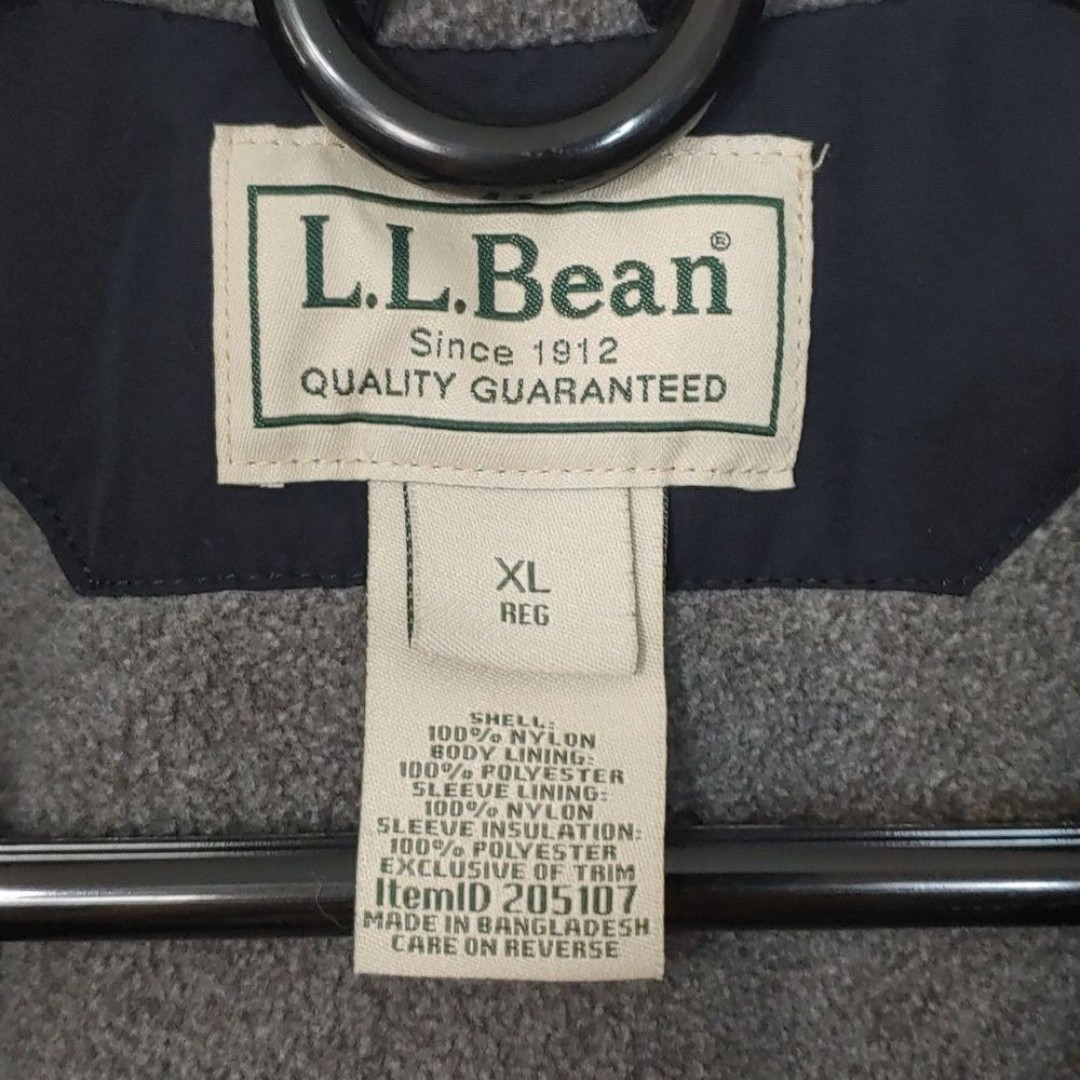 L.L.Bean®
Since 1912
QUALITY GUARANTEED
XL
REG
SHELL:
100% NYLON
BODY LINING:
100% POLYESTER
SLEEVE LINING:
100% NYLON
SLEEVE INSULATION:
100% POLYESTER
EXCLUSIVE OF TRIM
ItemID 205107
MADE IN BANGLADESH
CARE ON REVERSE